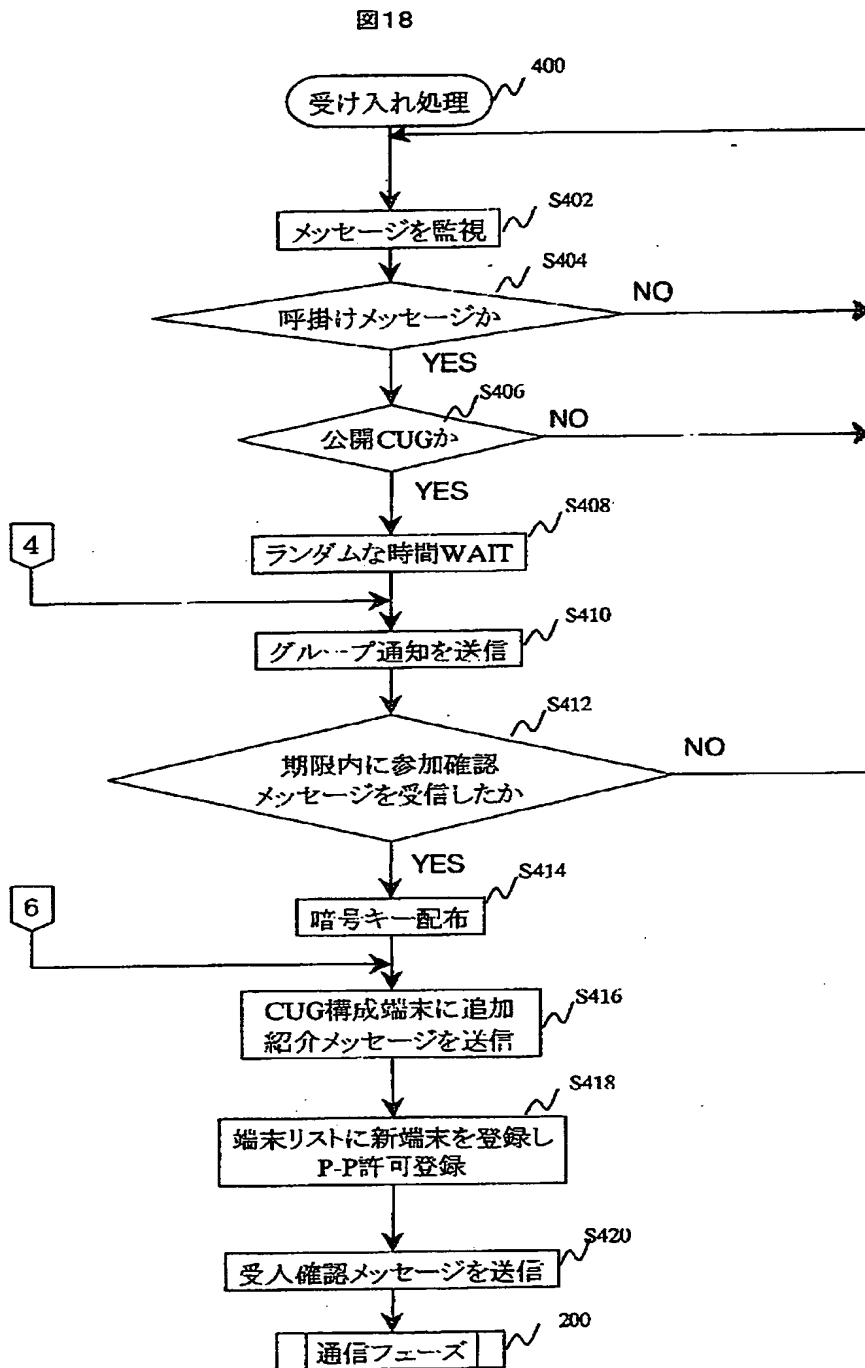 図18
400
受け入れ処理
S402
メッセージを監視
S404
呼掛けメッセージか
NO
YES
S406
公開CUGか
NO
YES
S408
4
ランダムな時間WAIT
S410
グループ通知を送信
S412
期限内に参加確認
メッセージを受信したか
NO
YES
S414
6
暗号キー配布
S416
CUG構成端末に追加
紹介メッセージを送信
S418
端末リストに新端末を登録し
P-P許可登録
S420
受入確認メッセージを送信
200
通信フェーズ